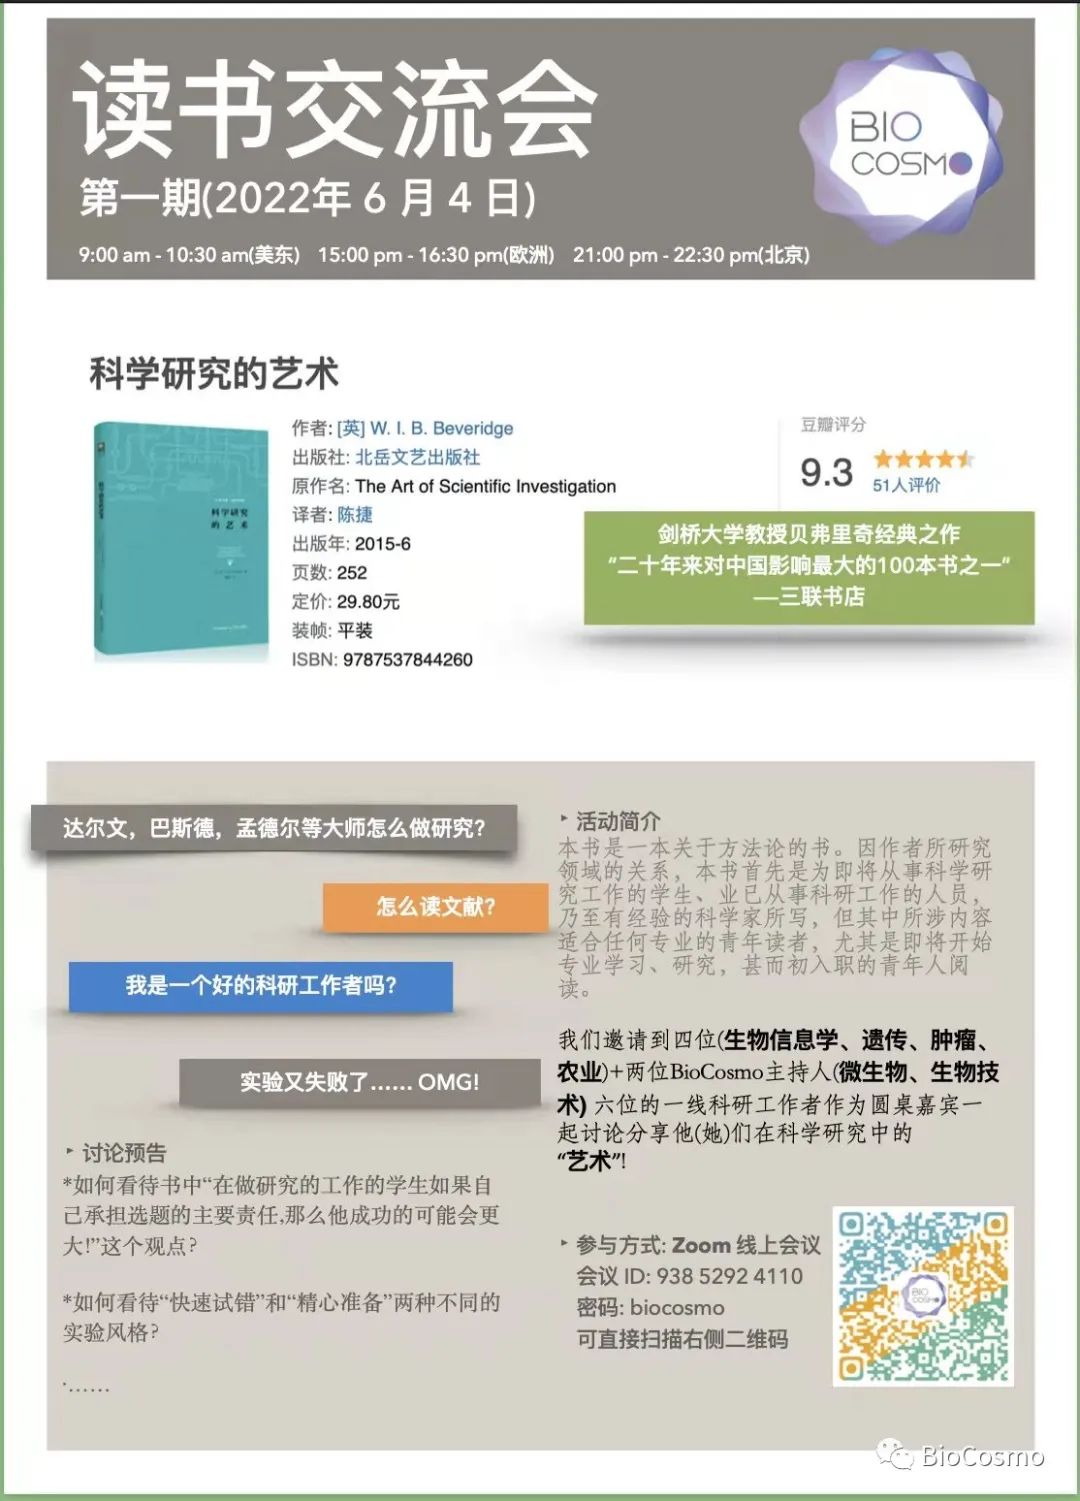 读书交流会
第一期(2022年 6 月 4 日)
9:00 am - 10:30 am(美东) 15:00 pm - 16:30 pm(欧洲) 21:00 pm - 22:30 pm(北京)
BIO
COSMO
科学研究的艺术
科学研究
的 艺 术
作者: [英] W. I. B. Beveridge
出版社: 北岳文艺出版社
原作名: The Art of Scientific Investigation
译者: 陈捷
出版年: 2015-6
页数: 252
定价: 29.80元
装帧: 平装
ISBN: 9787537844260
豆瓣评分
9.3
51人评价
剑桥大学教授贝弗里奇经典之作
“二十年来对中国影响最大的100本书之一”
—三联书店
达尔文，巴斯德，孟德尔等大师怎么做研究?
怎么读文献?
我是一个好的科研工作者吗?
实验又失败了…… OMG!
‣ 讨论预告
*如何看待书中“在做研究的工作的学生如果自
己承担选题的主要责任,那么他成功的可能会更
大!”这个观点?
*如何看待“快速试错”和“精心准备”两种不同的
实验风格?
·……
‣ 活动简介
本书是一本关于方法论的书。因作者所研究
领域的关系，本书首先是为即将从事科学研
究工作的学生、业已从事科研工作的人员，
乃至有经验的科学家所写，但其中所涉内容
适合任何专业的青年读者，尤其是即将开始
专业学习、研究，甚而初入职的青年人阅
读。
我们邀请到四位(生物信息学、遗传、肿瘤、
农业)+两位BioCosmo主持人(微生物、生物技
术) 六位的一线科研工作者作为圆桌嘉宾一
起讨论分享他(她)们在科学研究中的
“艺术”!
‣ 参与方式: Zoom 线上会议
会议 ID: 938 5292 4110
密码: biocosmo
可直接扫描右侧二维码
BIO
COSMO
BioCosmo